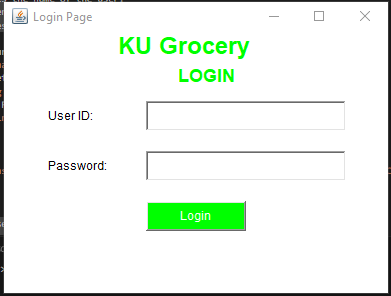 Login Page
KU Grocery
LOGIN
User ID:
Password:
Login